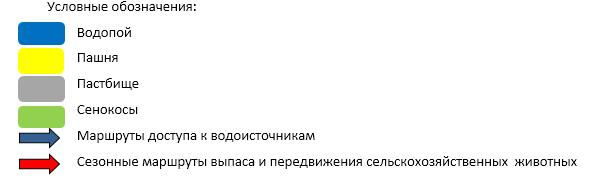 Условные обозначения:
Водопой
Пашня
Пастбище
Сенокосы
Маршруты доступа к водоисточникам
Сезонные маршруты выпаса и передвижения сельскохозяйственных животных